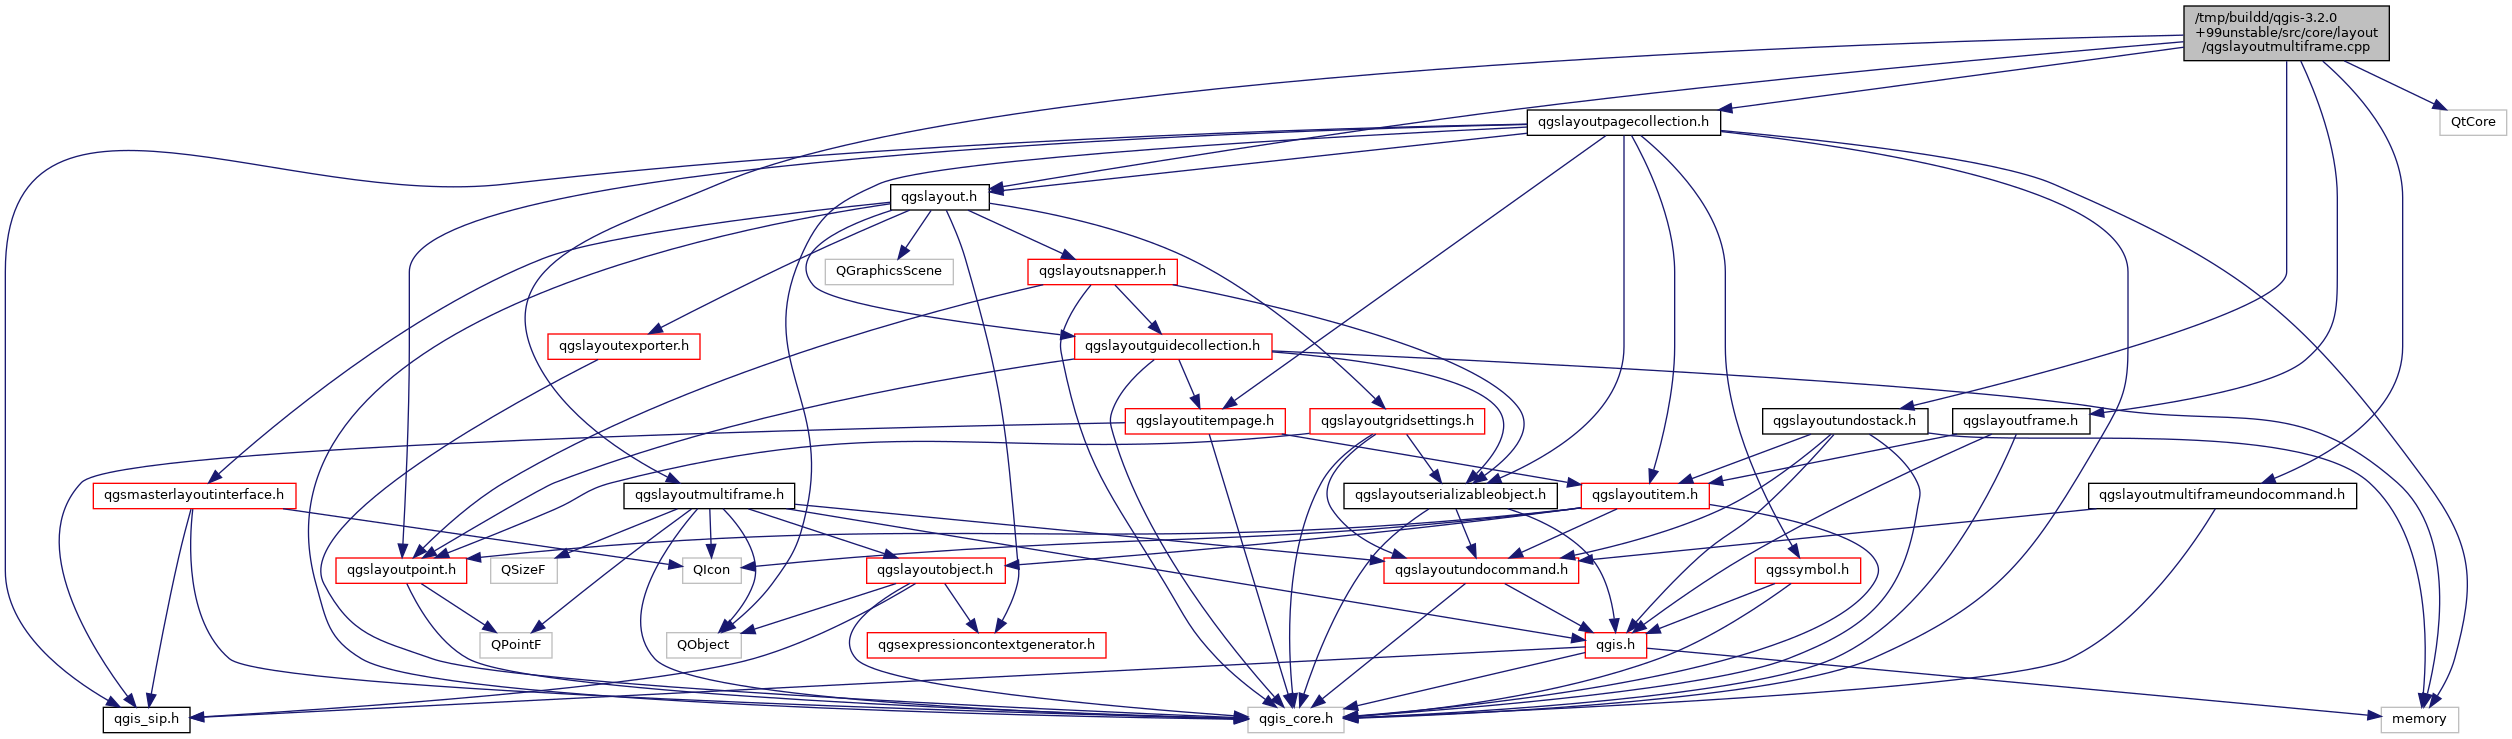 /tmp/buildd/qgis-3.2.0
+99unstable/src/core/layout
/qgslayoutmultiframe.cpp
qgslayoutpagecollection.h
QtCore
qgslayout.h
QGraphicsScene
qgslayoutsnapper.h
qgslayoutexporter.h
qgslayoutguidecollection.h
qgslayoutitempage.h
qgslayoutgridsettings.h
qgslayoutundostack.h
qgslayoutframe.h
qgsmasterlayoutinterface.h
qgslayoutmultiframe.h
qgslayoutserializableobject.h
qgslayoutitem.h
qgslayoutmultiframeundocommand.h
qgslayoutpoint.h
QSizeF
QIcon
qgslayoutobject.h
qgslayoutundocommand.h
qgssymbol.h
QPointF
QObject
qgsexpressioncontextgenerator.h
qgis.h
qgis_sip.h
qgis_core.h
memory